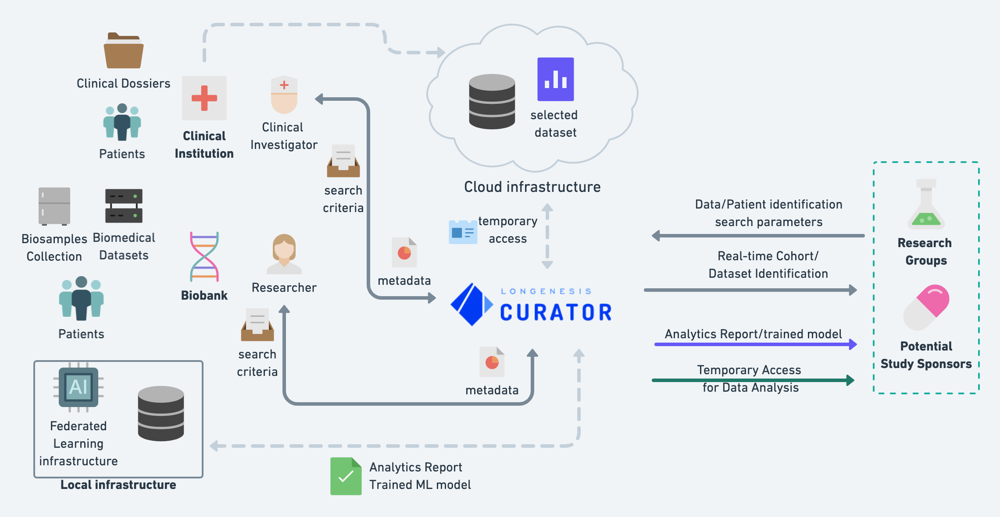 Clinical Dossiers
Patients
Clinical
Institution
Clinical
Investigator
search
criteria
selected
dataset
Cloud infrastructure
temporary
access
Biosamples
Collection
Biomedical
Datasets
Biobank
Patients
Researcher
search
criteria
metadata
LONGENESIS
CURATOR
metadata
Data/Patient identification
search parameters
Real-time Cohort/
Dataset Identification
Analytics Report/trained model
Temporary Access
for Data Analysis
Research
Groups
Potential
Study Sponsors
AI
Federated
Learning
infrastructure
Local infrastructure
Analytics Report
Trained ML model